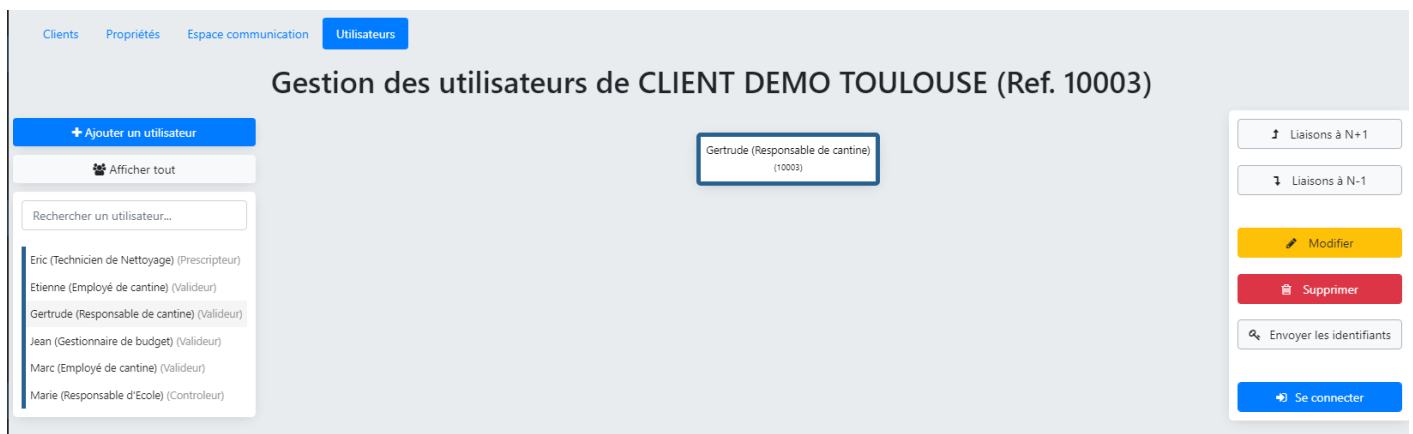 Clients Propriétés Espace communication Utilisateurs
Gestion des utilisateurs de CLIENT DEMO TOULOUSE (Ref. 10003)
Ajouter un utilisateur
Afficher tout
Rechercher un utilisateur...
Eric (Technicien de Nettoyage) (Prescripteur)
Etienne (Employé de cantine) (Valideur)
Gertrude (Responsable de cantine) (Valideur)
Jean (Gestionnaire de budget) (Valideur)
Marc (Employé de cantine) (Valideur)
Marie (Responsable d'Ecole) (Controleur)
Gertrude (Responsable de cantine)
(10003)
Liaisons à N+1
Liaisons à N-1
Modifier
Supprimer
Envoyer les identifiants
Se connecter